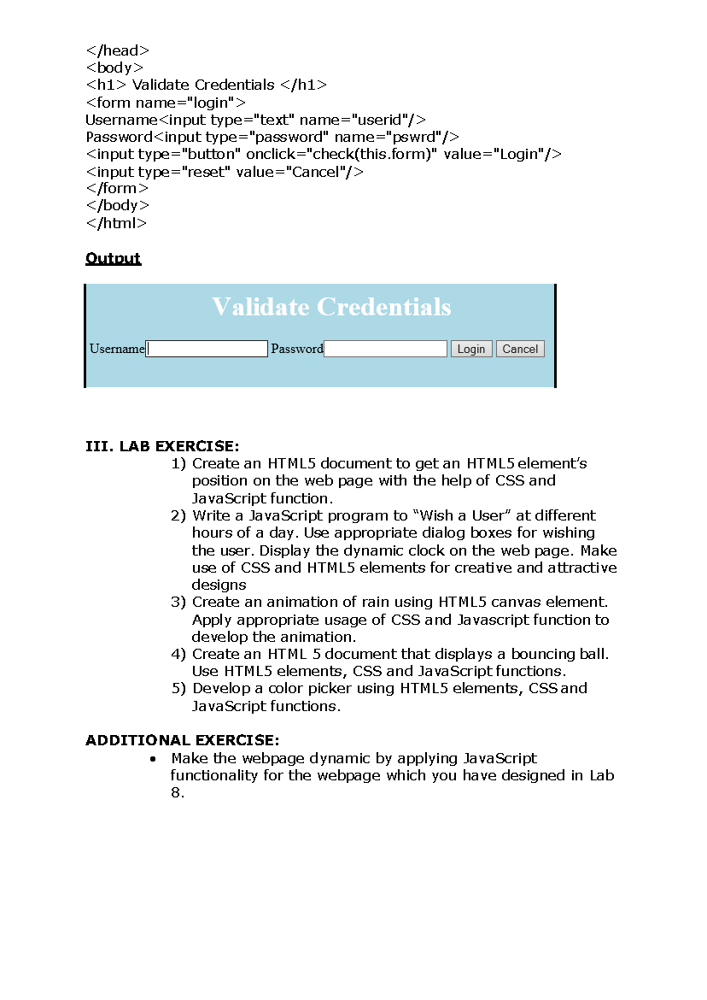 </head>
<body>
<h1> Validate Credentials </h1>
<form name="login">
Username<input type="text" name="userid"/>
Password<input type="password" name="pswrd"/>
<input type="button" onclick="check(this.form)" value="Login"/>
<input type="reset" value="Cancel"/>
</form>
</body>
</html>
Output
Validate Credentials
Username Password Login Cancel
III. LAB EXERCISE:
1) Create an HTML5 document to get an HTML5 element’s
position on the web page with the help of CSS and
JavaScript function.
2) Write a JavaScript program to “Wish a User” at different
hours of a day. Use appropriate dialog boxes for wishing
the user. Display the dynamic clock on the web page. Make
use of CSS and HTML5 elements for creative and attractive
designs
3) Create an animation of rain using HTML5 canvas element.
Apply appropriate usage of CSS and Javascript function to
develop the animation.
4) Create an HTML 5 document that displays a bouncing ball.
Use HTML5 elements, CSS and JavaScript functions.
5) Develop a color picker using HTML5 elements, CSS and
JavaScript functions.
ADDITIONAL EXERCISE:
• Make the webpage dynamic by applying JavaScript
functionality for the webpage which you have designed in Lab
8.